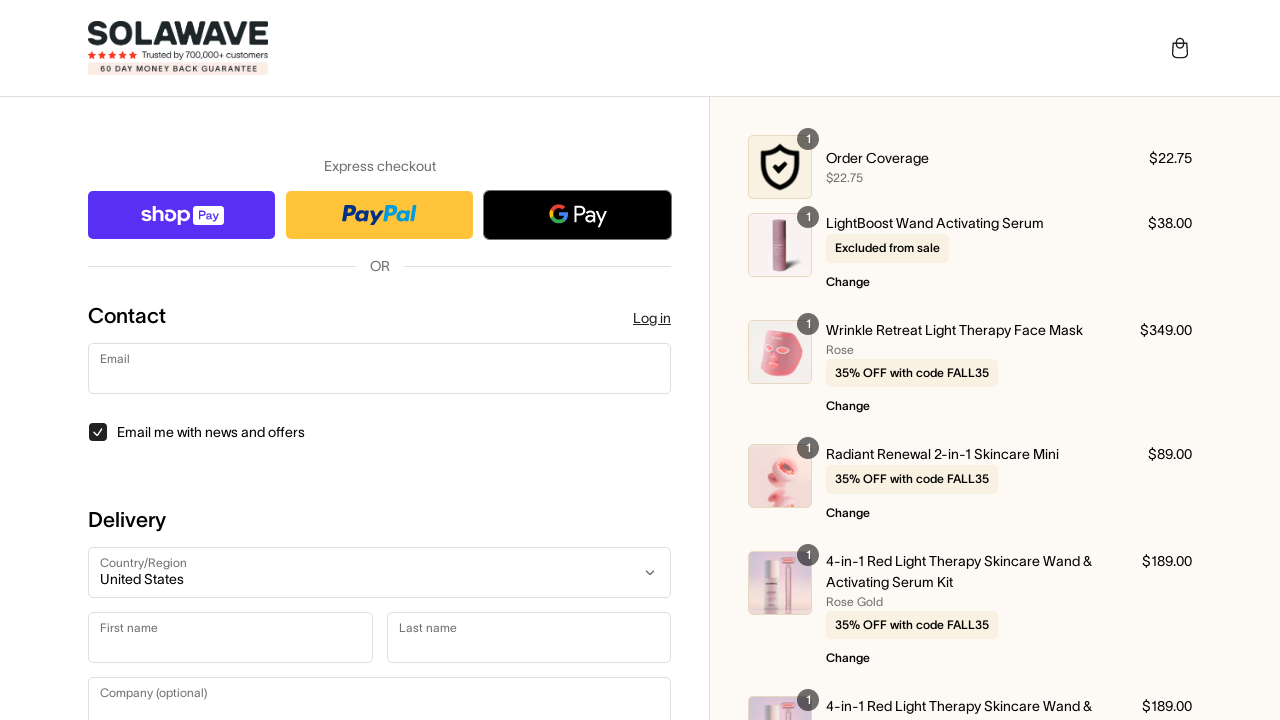 SOLAWAVE
Trusted by 700,000+ customers
60 DAY MONEY BACK GUARANTEE
Express checkout
shop Pay
PayPal
G Pay
OR
Contact
Log in
Email
Email me with news and offers
Delivery
Country/Region
United States
First name
Last name
Company (optional)
1
Order Coverage
$22.75
$22.75
1
LightBoost Wand Activating Serum
$38.00
Excluded from sale
Change
1
Wrinkle Retreat Light Therapy Face Mask
$349.00
Rose
35% OFF with code FALL35
Change
1
Radiant Renewal 2-in-1 Skincare Mini
$89.00
35% OFF with code FALL35
Change
1
4-in-1 Red Light Therapy Skincare Wand &
$189.00
Activating Serum Kit
Rose Gold
35% OFF with code FALL35
Change
1
4-in-1 Red Light Therapy Skincare Wand &
$189.00